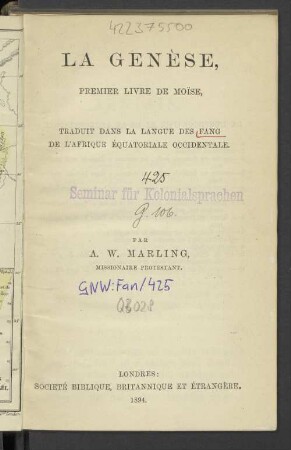 422375500
LA GENÈSE,
PREMIER LIVRE DE MOÏSE,
TRADUIT DANS LA LANGUE DES FANG
DE L'AFRIQUE ÉQUATORIALE OCCIDENTALE.
425
Seminar für Kolonialsprachen
G. 106.
PAR
A. W. MARLING,
MISSIONAIRE PROTESTANT.
GNW:Fan/425
LONDRES:
SOCIÉTÉ BIBLIQUE, BRITANNIQUE ET ÉTRANGÈRE.
1894.